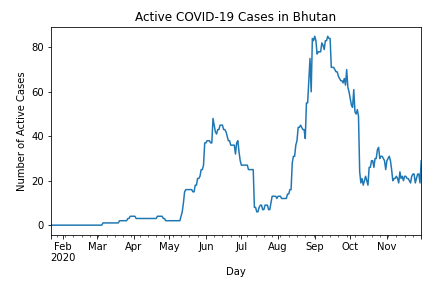 Active COVID-19 Cases in Bhutan
Number of Active Cases
80
60
40
20
0
Feb Mar Apr May Jun Jul Aug Sep Oct Nov
2020
Day